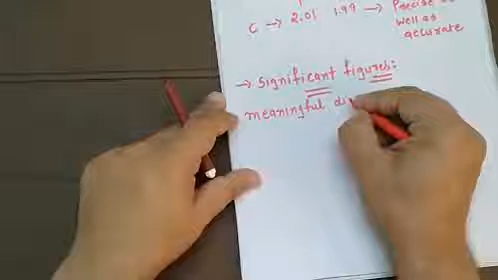 C → 2.01 1.99 → Precise as
well as
accurate
→ Significant figures:
meaningful di